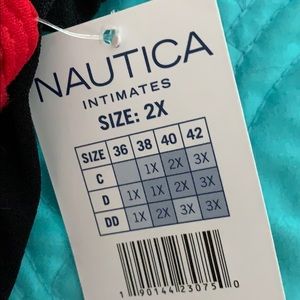 NAUTICA
INTIMATES
SIZE: 2X
SIZE 36 38 40 42
C 1X 2X 3X
D 1X 1X 2X 3X
DD 1X 2X 3X 3X
1 90144 23075 0